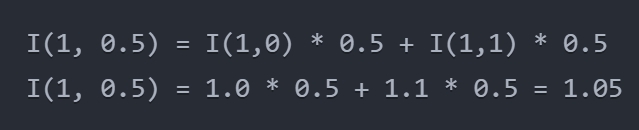 I(1, 0.5) = I(1,0) * 0.5 + I(1,1) * 0.5
I(1, 0.5) = 1.0 * 0.5 + 1.1 * 0.5 = 1.05